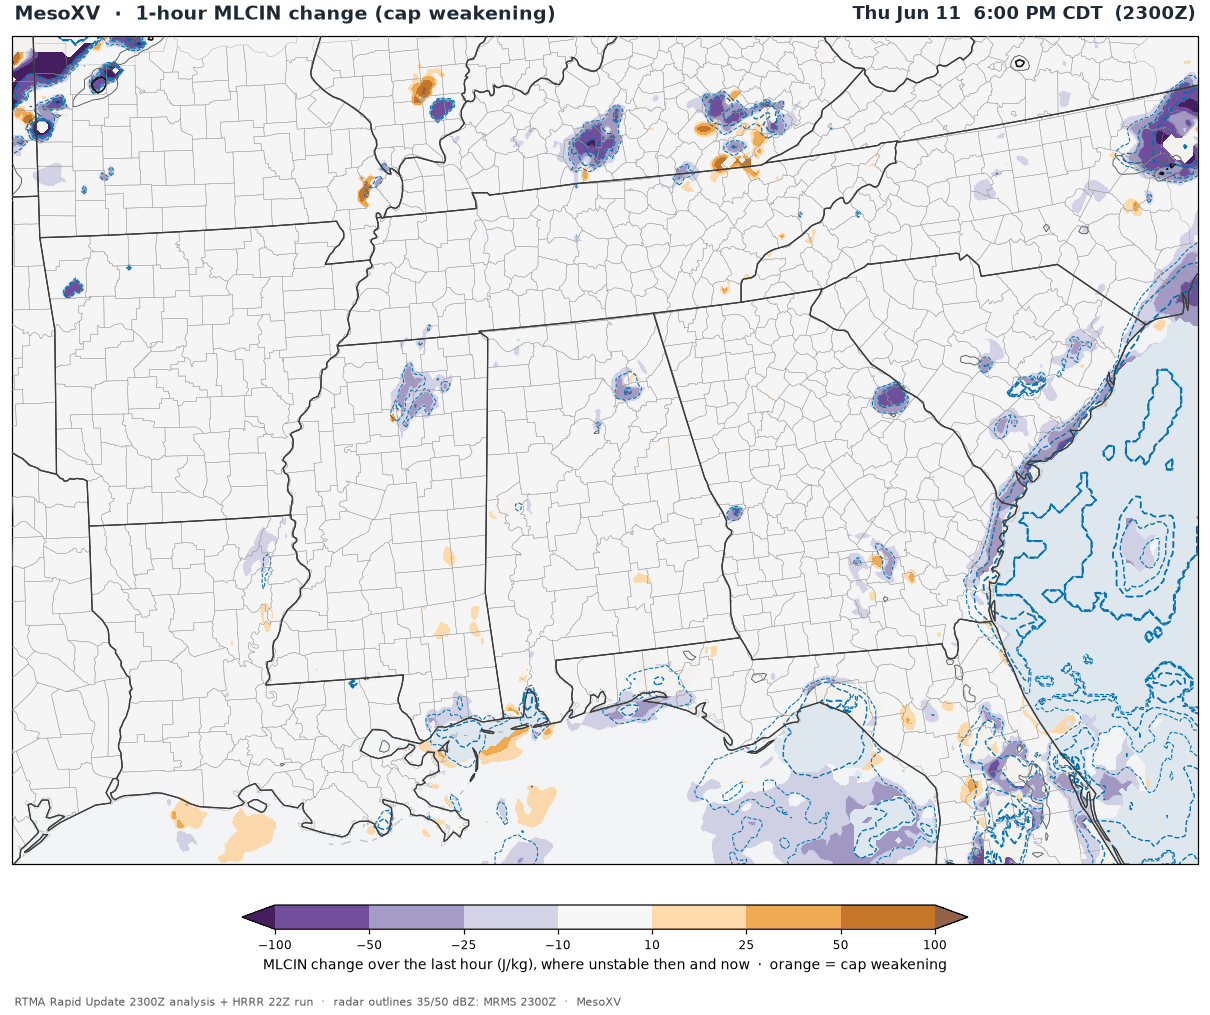 MesoXV · 1-hour MLCIN change (cap weakening)
Thu Jun 11 6:00 PM CDT (2300Z)
−100 −50 −25 −10 10 25 50 100
MLCIN change over the last hour (J/kg), where unstable then and now · orange = cap weakening
RTMA Rapid Update 2300Z analysis + HRRR 22Z run · radar outlines 35/50 dBZ: MRMS 2300Z · MesoXV